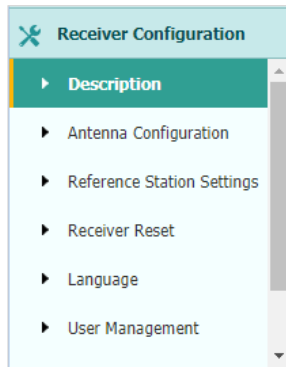 Receiver Configuration
Description
Antenna Configuration
Reference Station Settings
Receiver Reset
Language
User Management